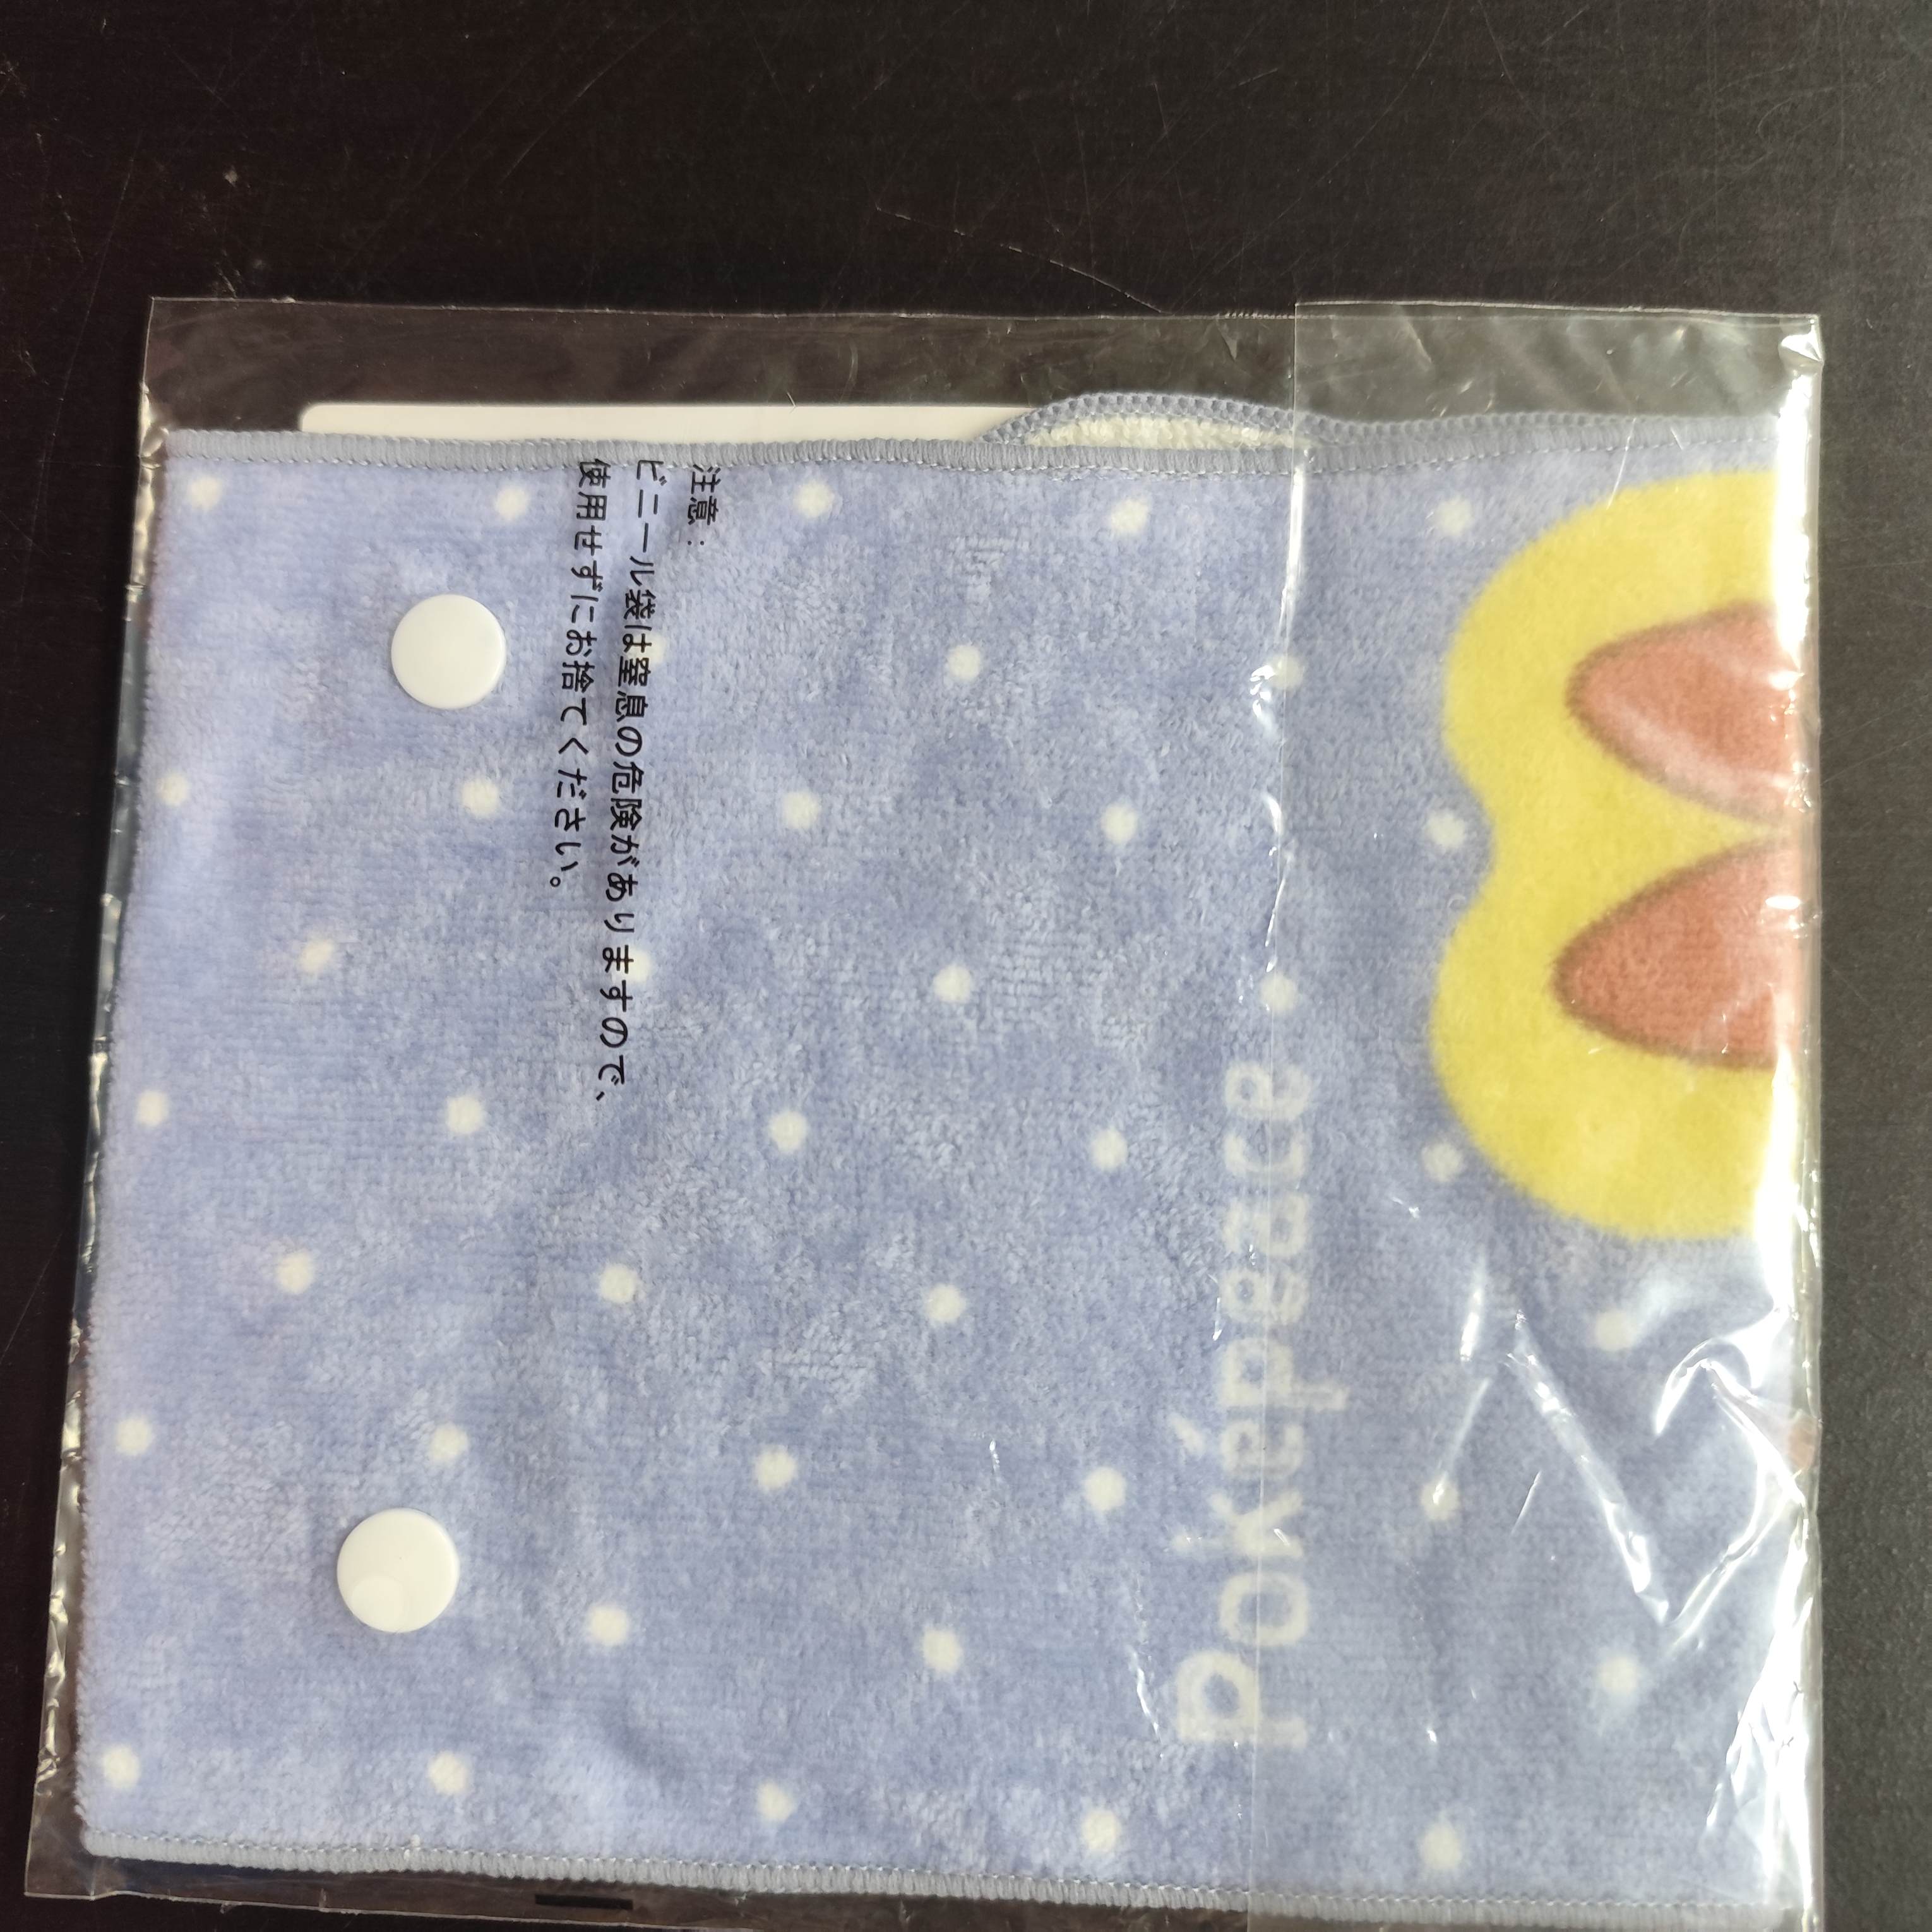 注意:
ビニール袋は窒息の危険がありますので、
使用せずにお捨てください。
Poképeace